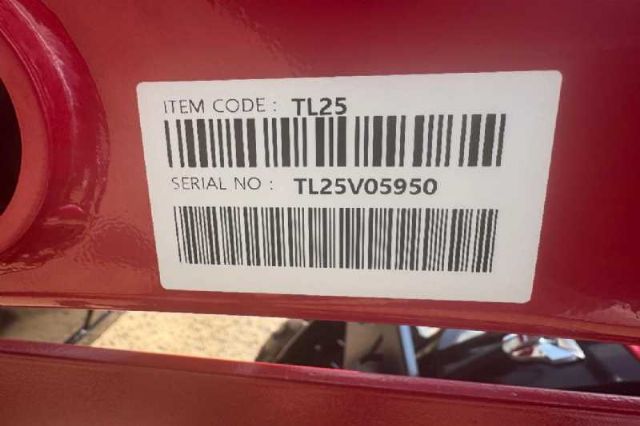 ITEM CODE : TL25
SERIAL NO : TL25V05950